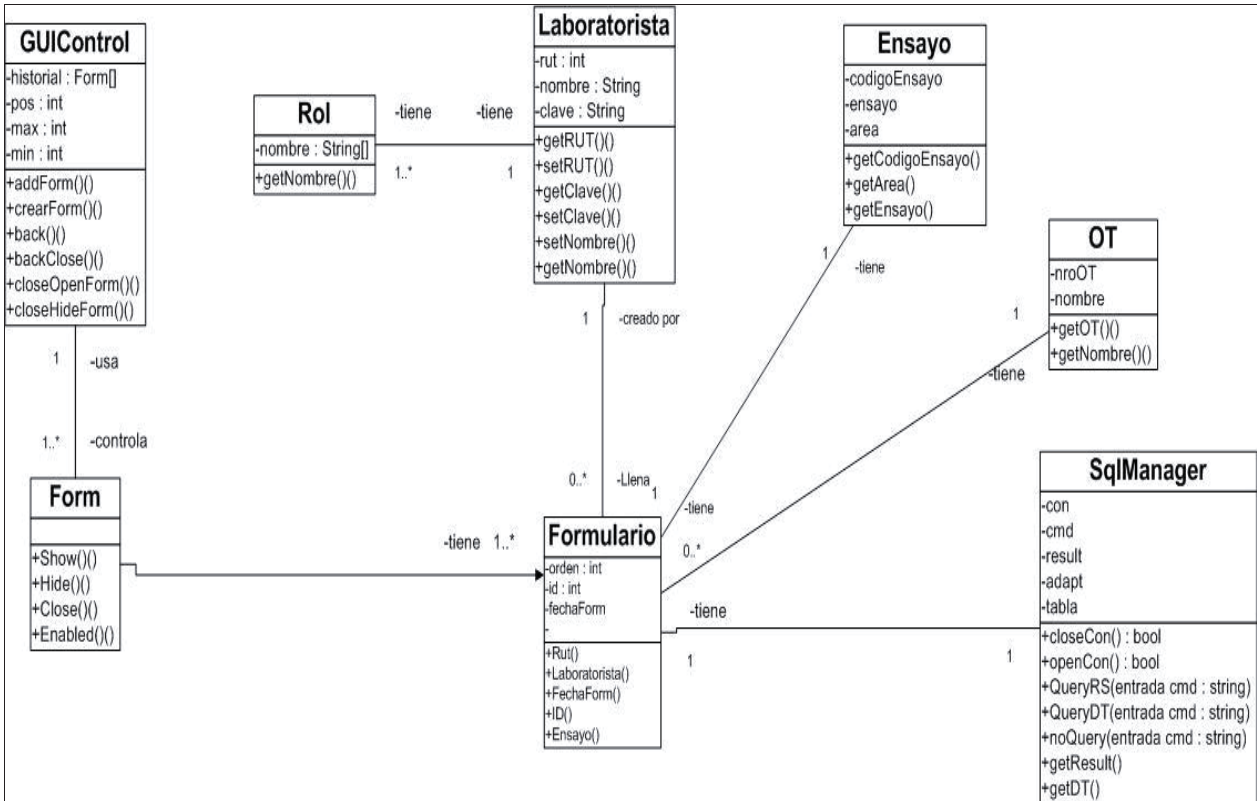 GUIControl
-historial : Form[]
-pos : int
-max : int
-min : int
+addForm()()
+crearForm()()
+back()()
+backClose()()
+closeOpenForm()()
+closeHideForm()()
1
-usa
1..*
-controla
Form
+Show()()
+Hide()()
+Close()()
+Enabled()()
Rol
-nombre : String[]
+getNombre()()
-tiene
-tiene
1..*
1
Laboratorista
-rut : int
-nombre : String
-clave : String
+getRUT()()
+setRUT()()
+getClave()()
+setClave()()
+setNombre()()
+getNombre()()
1
-creado por
0..*
-Llena
Ensayo
-codigoEnsayo
-ensayo
-area
+getCodigoEnsayo()
+getArea()
+getEnsayo()
1
-tiene
1
-tiene
OT
-nroOT
-nombre
+getOT()()
+getNombre()()
1
-tiene
0..*
-tiene 1..*
Formulario
-orden : int
-id : int
-fechaForm
-
+Rut()
+Laboratorista()
+FechaForm()
+ID()
+Ensayo()
-tiene
1
1
SqlManager
-con
-cmd
-result
-adapt
-tabla
+closeCon() : bool
+openCon() : bool
+QueryRS(entrada cmd : string)
+QueryDT(entrada cmd : string)
+noQuery(entrada cmd : string)
+getResult()
+getDT()